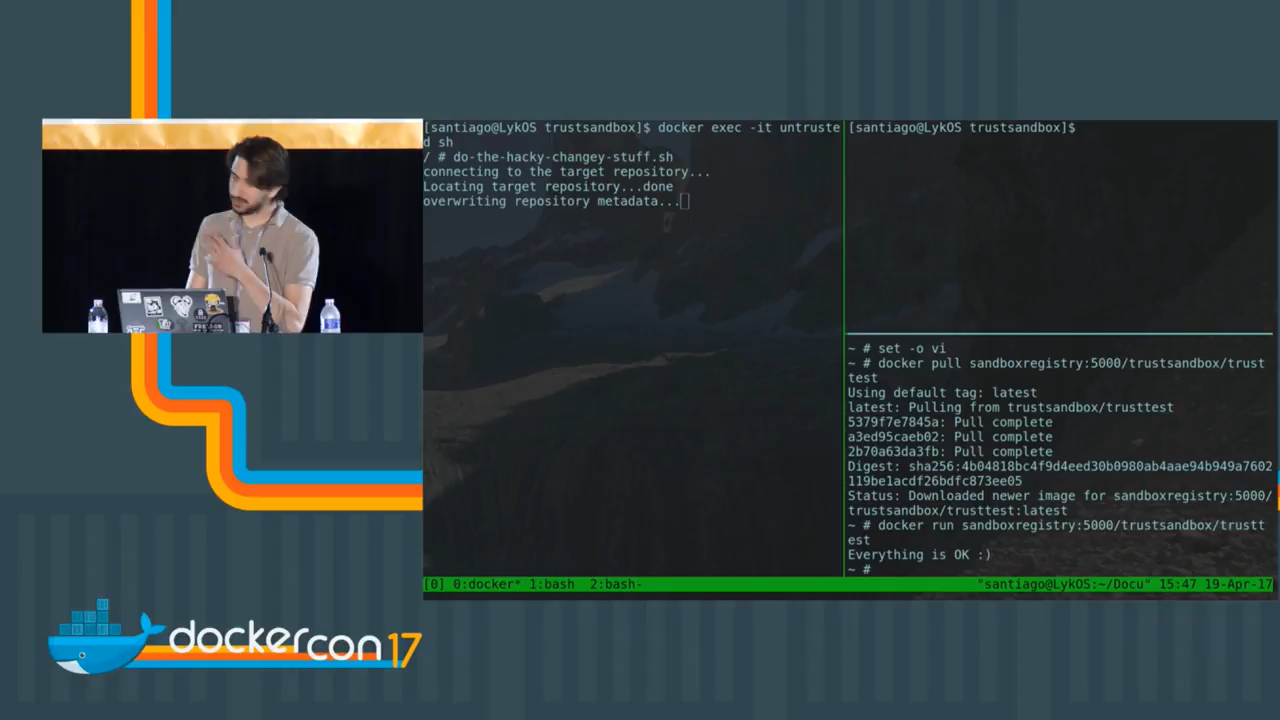 [santiago@LykOS trustsandbox]$ docker exec -it untruste
d sh
/ # do-the-hacky-changey-stuff.sh
connecting to the target repository...
Locating target repository...done
overwriting repository metadata...
[santiago@LykOS trustsandbox]$
~ # set -o vi
~ # docker pull sandboxregistry:5000/trustsandbox/trust
test
Using default tag: latest
latest: Pulling from trustsandbox/trusttest
5379f7e7845a: Pull complete
a3ed95caeb02: Pull complete
2b70a63da3fb: Pull complete
Digest: sha256:4b04818bc4f9d4eed30b0980ab4aae94b949a7602
119be1acdf26bdfc873ee05
Status: Downloaded newer image for sandboxregistry:5000/
trustsandbox/trusttest:latest
~ # docker run sandboxregistry:5000/trustsandbox/trustt
est
Everything is OK :)
~ #
[0] 0:docker* 1:bash  2:bash- "santiago@LykOS:~/Docu" 15:47 19-Apr-17
dockercon 17